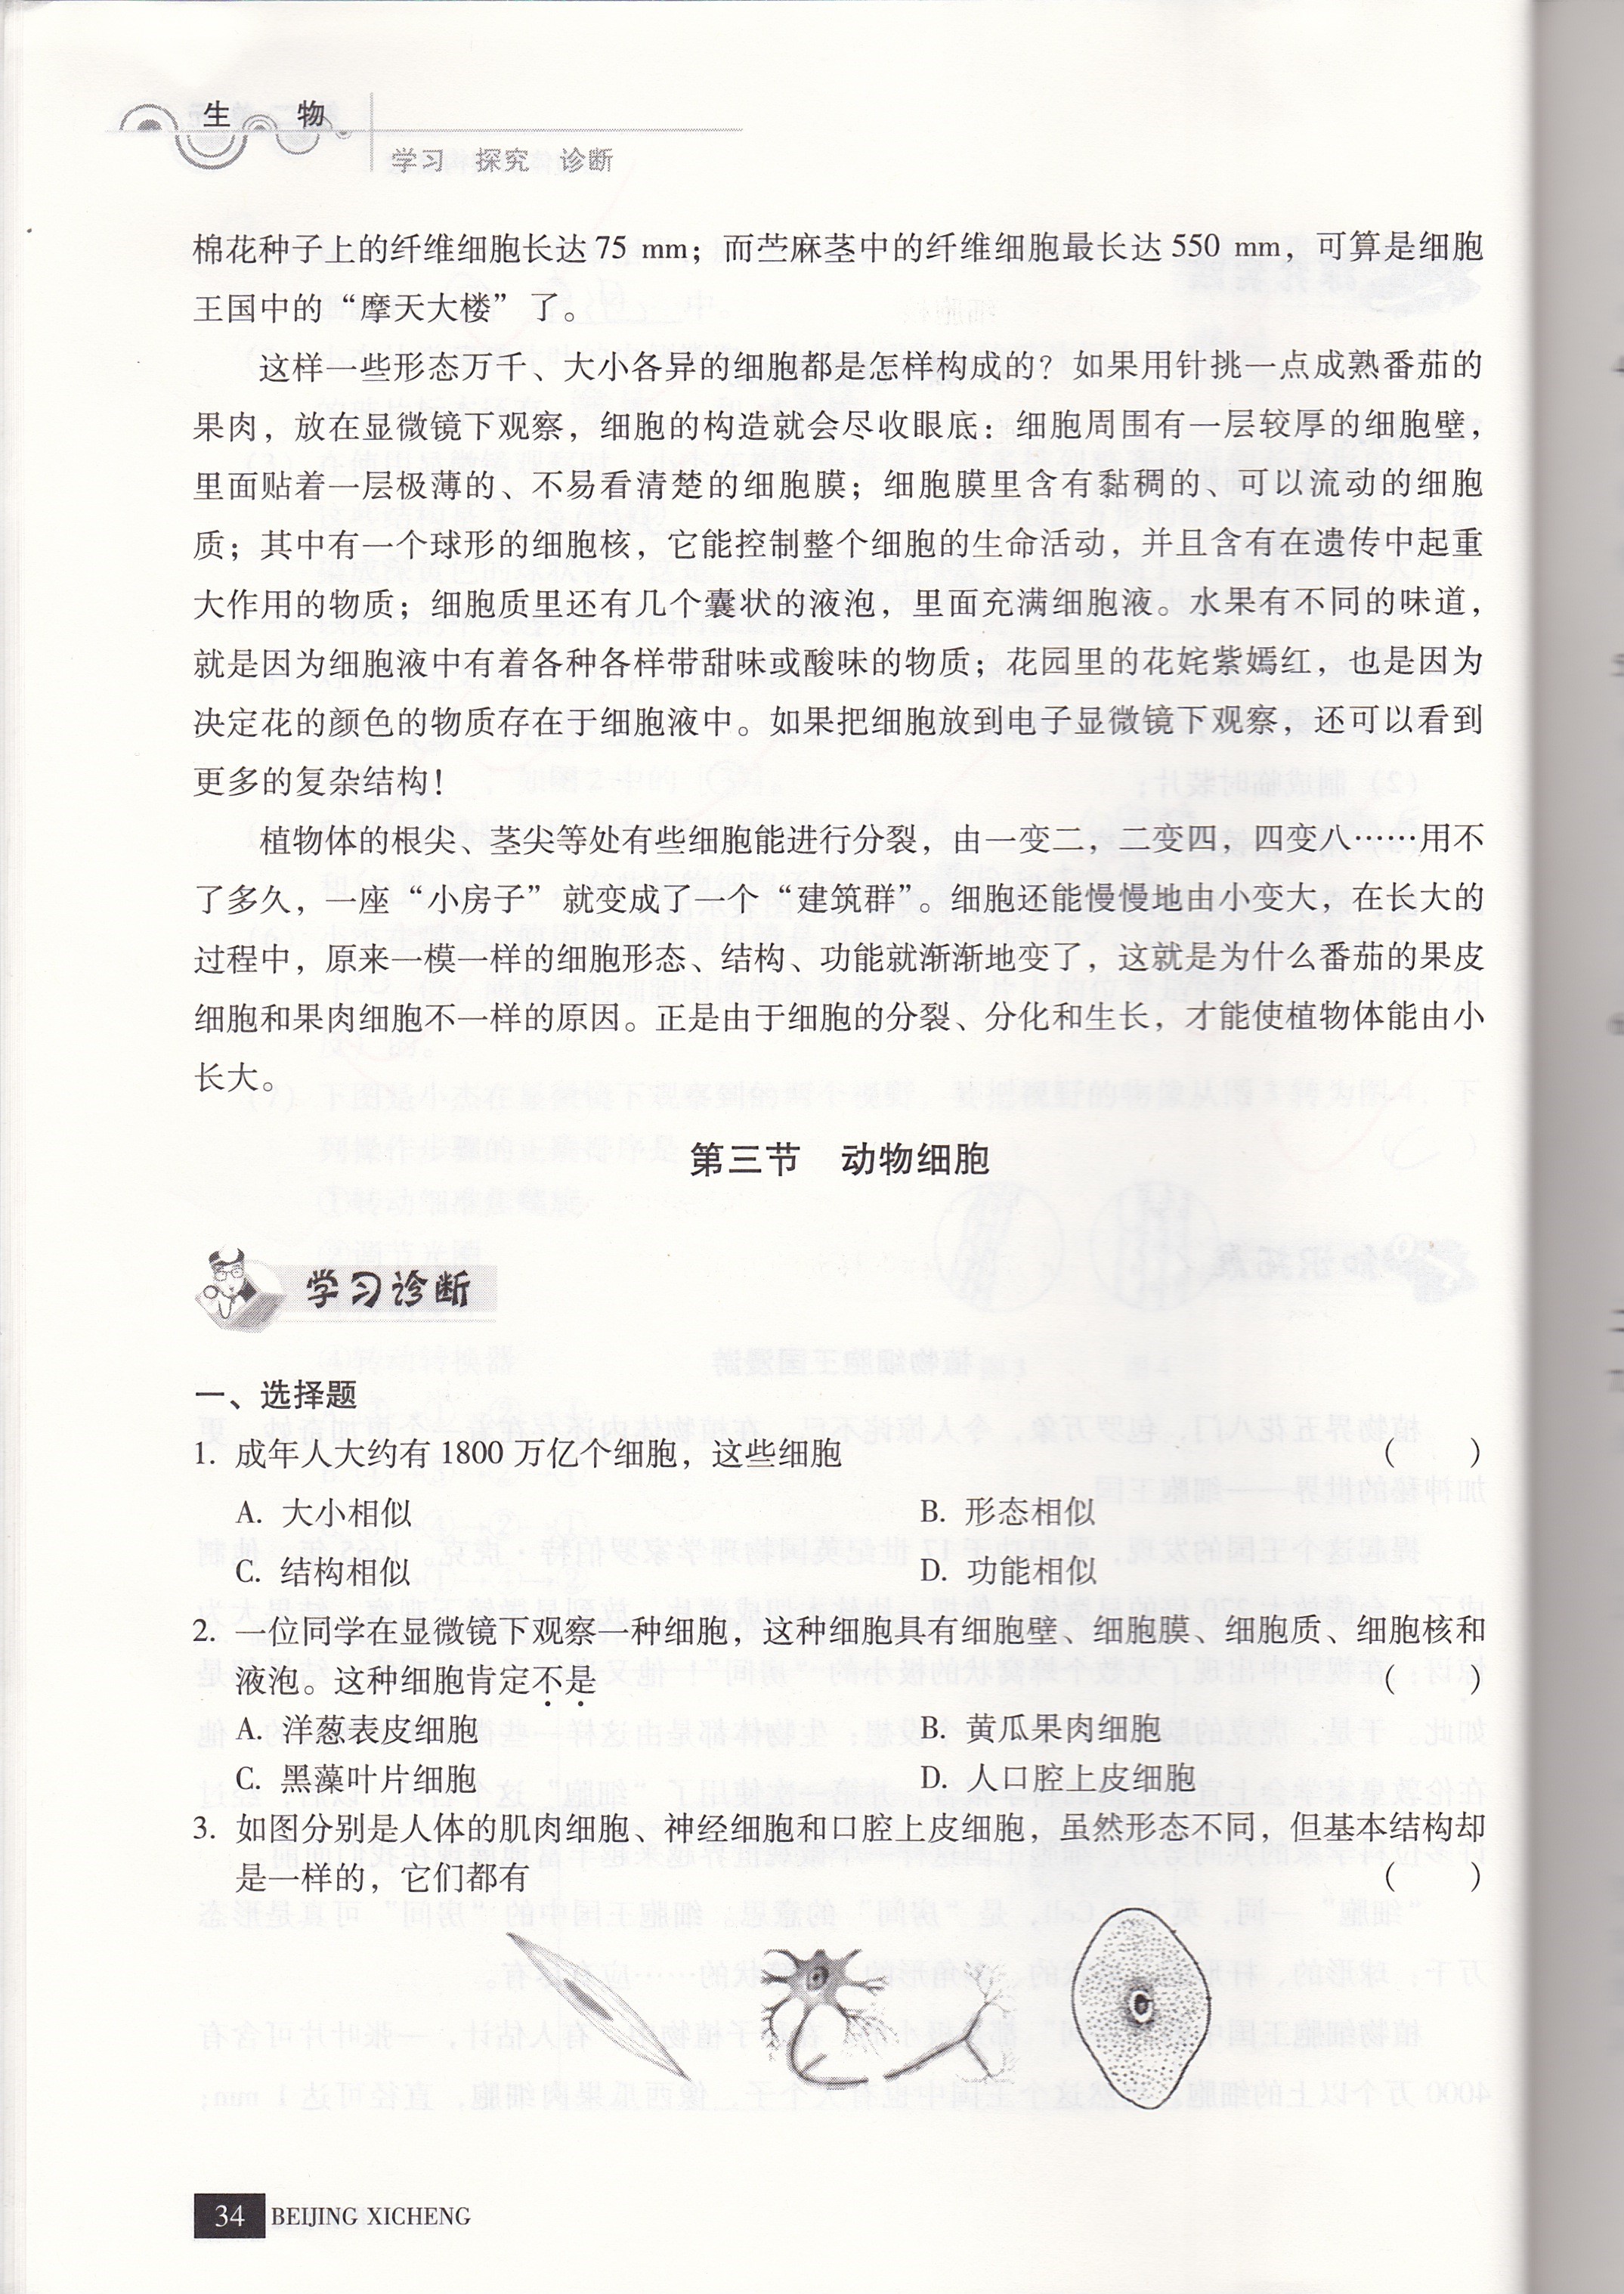 生 物
学习 探究 诊断
棉花种子上的纤维细胞长达 75 mm；而苎麻茎中的纤维细胞最长达 550 mm，可算是细胞
王国中的“摩天大楼”了。
这样一些形态万千、大小各异的细胞都是怎样构成的？如果用针挑一点成熟番茄的
果肉，放在显微镜下观察，细胞的构造就会尽收眼底：细胞周围有一层较厚的细胞壁，
里面贴着一层极薄的、不易看清楚的细胞膜；细胞膜里含有黏稠的、可以流动的细胞
质；其中有一个球形的细胞核，它能控制整个细胞的生命活动，并且含有在遗传中起重
大作用的物质；细胞质里还有几个囊状的液泡，里面充满细胞液。水果有不同的味道，
就是因为细胞液中有着各种各样带甜味或酸味的物质；花园里的花姹紫嫣红，也是因为
决定花的颜色的物质存在于细胞液中。如果把细胞放到电子显微镜下观察，还可以看到
更多的复杂结构！
植物体的根尖、茎尖等处有些细胞能进行分裂，由一变二，二变四，四变八……用不
了多久，一座“小房子”就变成了一个“建筑群”。细胞还能慢慢地由小变大，在长大的
过程中，原来一模一样的细胞形态、结构、功能就渐渐地变了，这就是为什么番茄的果皮
细胞和果肉细胞不一样的原因。正是由于细胞的分裂、分化和生长，才能使植物体能由小
长大。
第三节 动物细胞
学习诊断
一、选择题
1. 成年人大约有 1800 万亿个细胞，这些细胞 （ ）
A. 大小相似 B. 形态相似
C. 结构相似 D. 功能相似
2. 一位同学在显微镜下观察一种细胞，这种细胞具有细胞壁、细胞膜、细胞质、细胞核和
液泡。这种细胞肯定不是 （ ）
A. 洋葱表皮细胞 B. 黄瓜果肉细胞
C. 黑藻叶片细胞 D. 人口腔上皮细胞
3. 如图分别是人体的肌肉细胞、神经细胞和口腔上皮细胞，虽然形态不同，但基本结构却
是一样的，它们都有 （ ）
34 BEIJING XICHENG